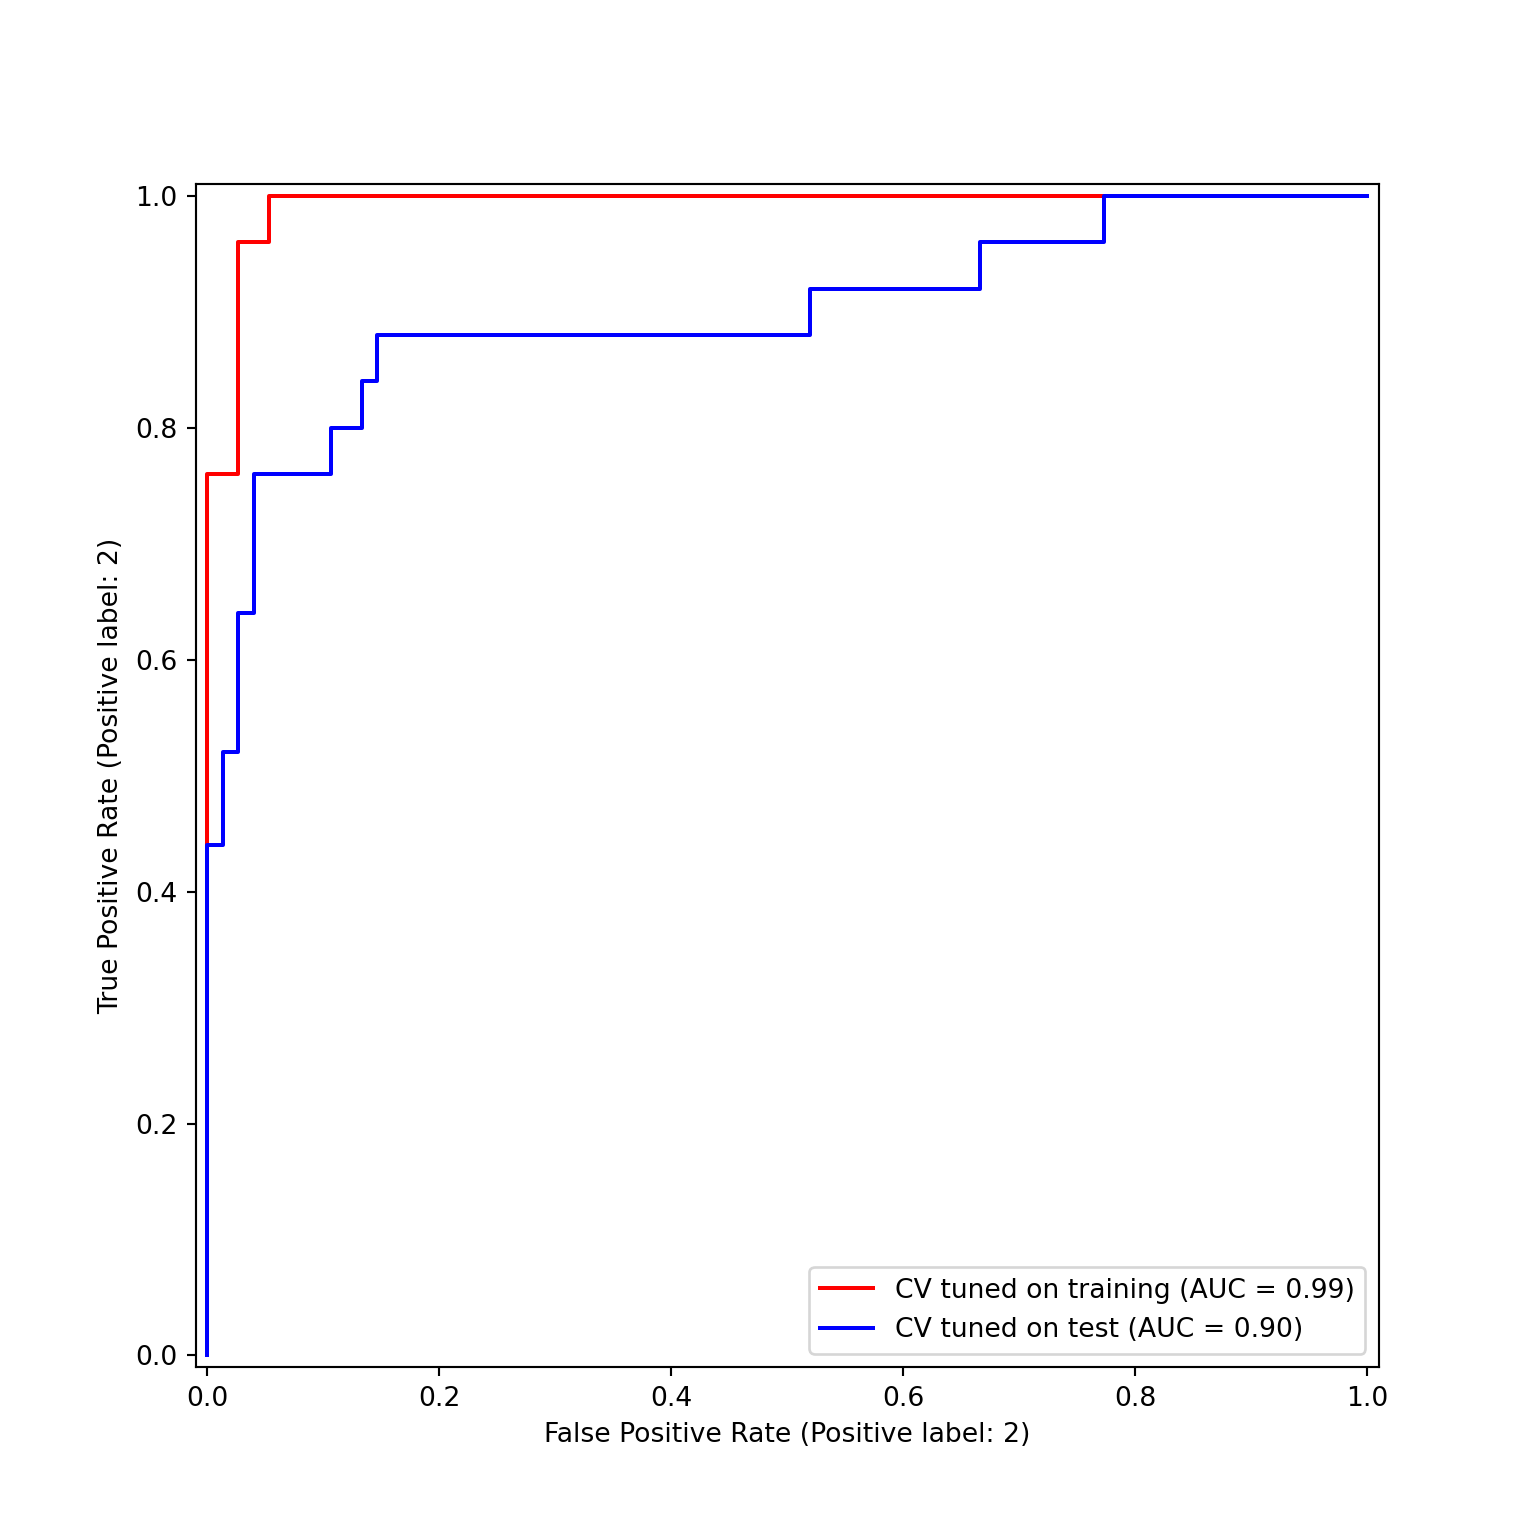 1.0
0.8
0.6
0.4
0.2
0.0
True Positive Rate (Positive label: 2)
CV tuned on training (AUC = 0.99)
CV tuned on test (AUC = 0.90)
0.0 0.2 0.4 0.6 0.8 1.0
False Positive Rate (Positive label: 2)